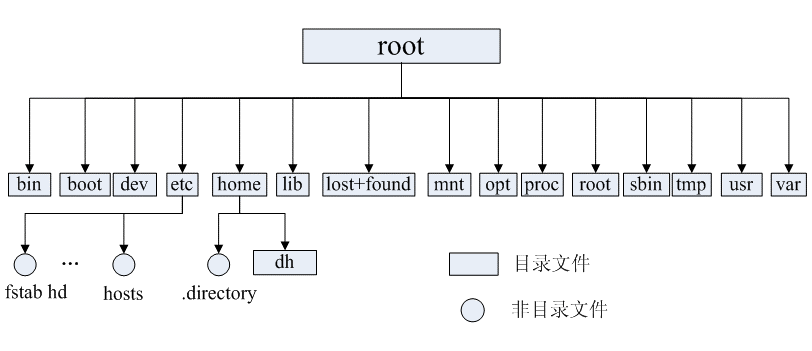 root
bin boot dev etc home lib lost+found mnt opt proc root sbin tmp usr var
... dh 目录文件
fstab hd hosts .directory 非目录文件